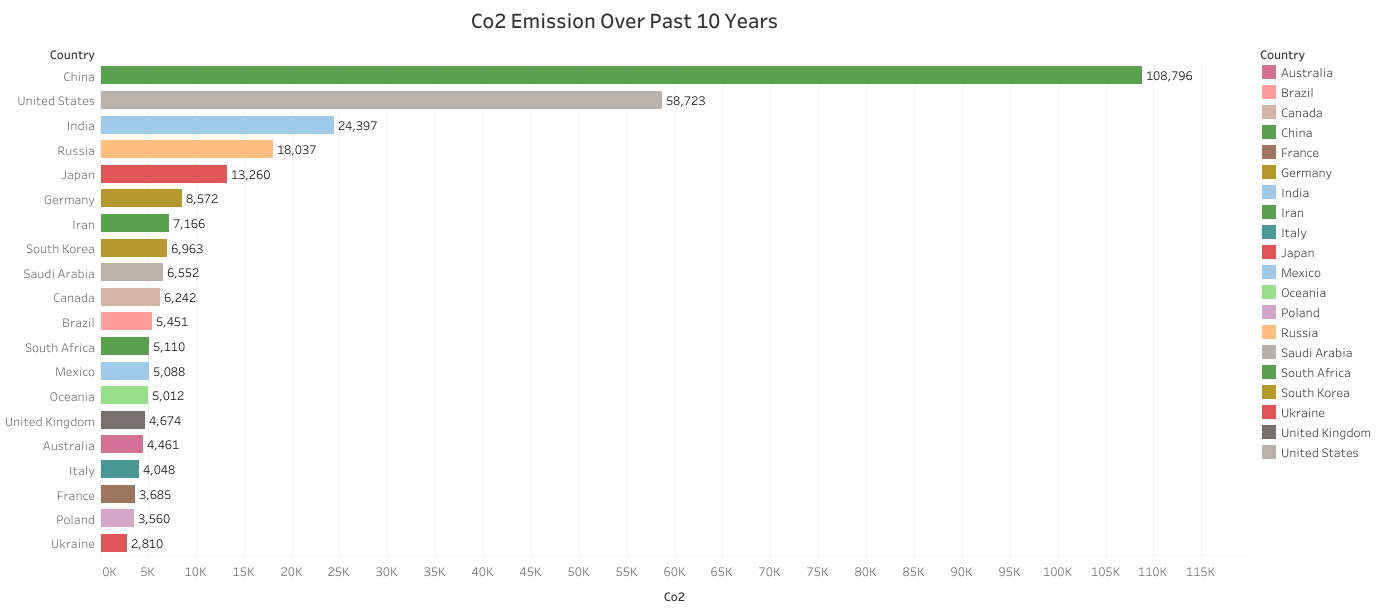 Co2 Emission Over Past 10 Years
Country
China 108,796
United States 58,723
India 24,397
Russia 18,037
Japan 13,260
Germany 8,572
Iran 7,166
South Korea 6,963
Saudi Arabia 6,552
Canada 6,242
Brazil 5,451
South Africa 5,110
Mexico 5,088
Oceania 5,012
United Kingdom 4,674
Australia 4,461
Italy 4,048
France 3,685
Poland 3,560
Ukraine 2,810
0K 5K 10K 15K 20K 25K 30K 35K 40K 45K 50K 55K 60K 65K 70K 75K 80K 85K 90K 95K 100K 105K 110K 115K
Co2
Country
Australia
Brazil
Canada
China
France
Germany
India
Iran
Italy
Japan
Mexico
Oceania
Poland
Russia
Saudi Arabia
South Africa
South Korea
Ukraine
United Kingdom
United States